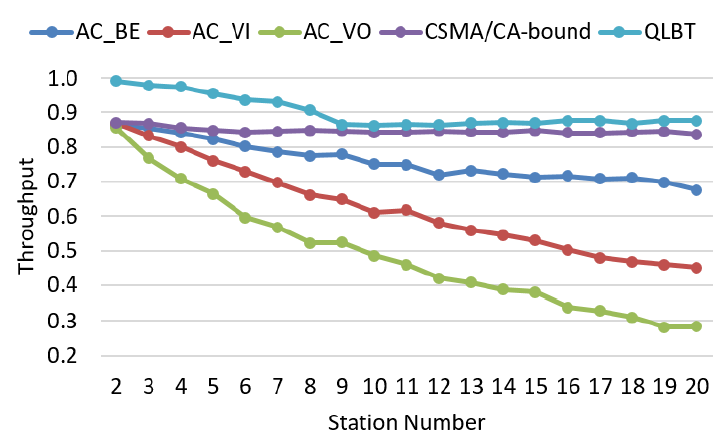 AC_BE AC_VI AC_VO CSMA/CA-bound QLBT
1.0
0.9
0.8
0.7
0.6
0.5
0.4
0.3
0.2
Throughput
2 3 4 5 6 7 8 9 10 11 12 13 14 15 16 17 18 19 20
Station Number